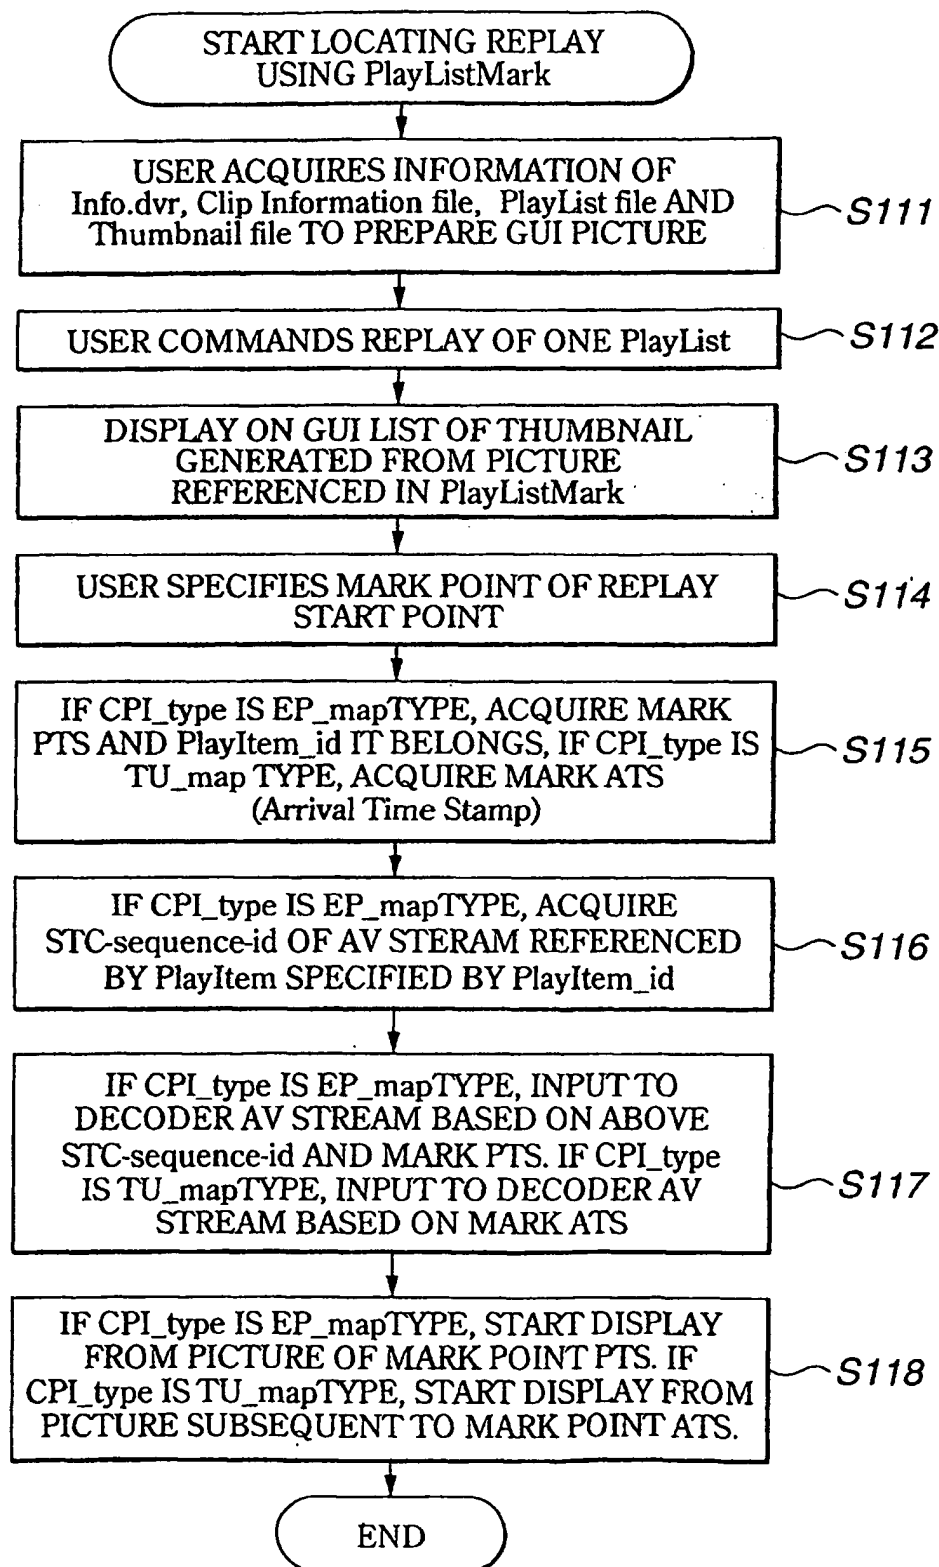 START LOCATING REPLAY
USING PlayListMark
USER ACQUIRES INFORMATION OF
Info.dvr, Clip Information file, PlayList file AND
Thumbnail file TO PREPARE GUI PICTURE
S111
USER COMMANDS REPLAY OF ONE PlayList
S112
DISPLAY ON GUI LIST OF THUMBNAIL
GENERATED FROM PICTURE
REFERENCED IN PlayListMark
S113
USER SPECIFIES MARK POINT OF REPLAY
START POINT
S114
IF CPI_type IS EP_mapTYPE, ACQUIRE MARK
PTS AND PlayItem_id IT BELONGS, IF CPI_type IS
TU_map TYPE, ACQUIRE MARK ATS
(Arrival Time Stamp)
S115
IF CPI_type IS EP_mapTYPE, ACQUIRE
STC-sequence-id OF AV STERAM REFERENCED
BY PlayItem SPECIFIED BY PlayItem_id
S116
IF CPI_type IS EP_mapTYPE, INPUT TO
DECODER AV STREAM BASED ON ABOVE
STC-sequence-id AND MARK PTS. IF CPI_type
IS TU_mapTYPE, INPUT TO DECODER AV
STREAM BASED ON MARK ATS
S117
IF CPI_type IS EP_mapTYPE, START DISPLAY
FROM PICTURE OF MARK POINT PTS. IF
CPI_type IS TU_mapTYPE, START DISPLAY FROM
PICTURE SUBSEQUENT TO MARK POINT ATS.
S118
END